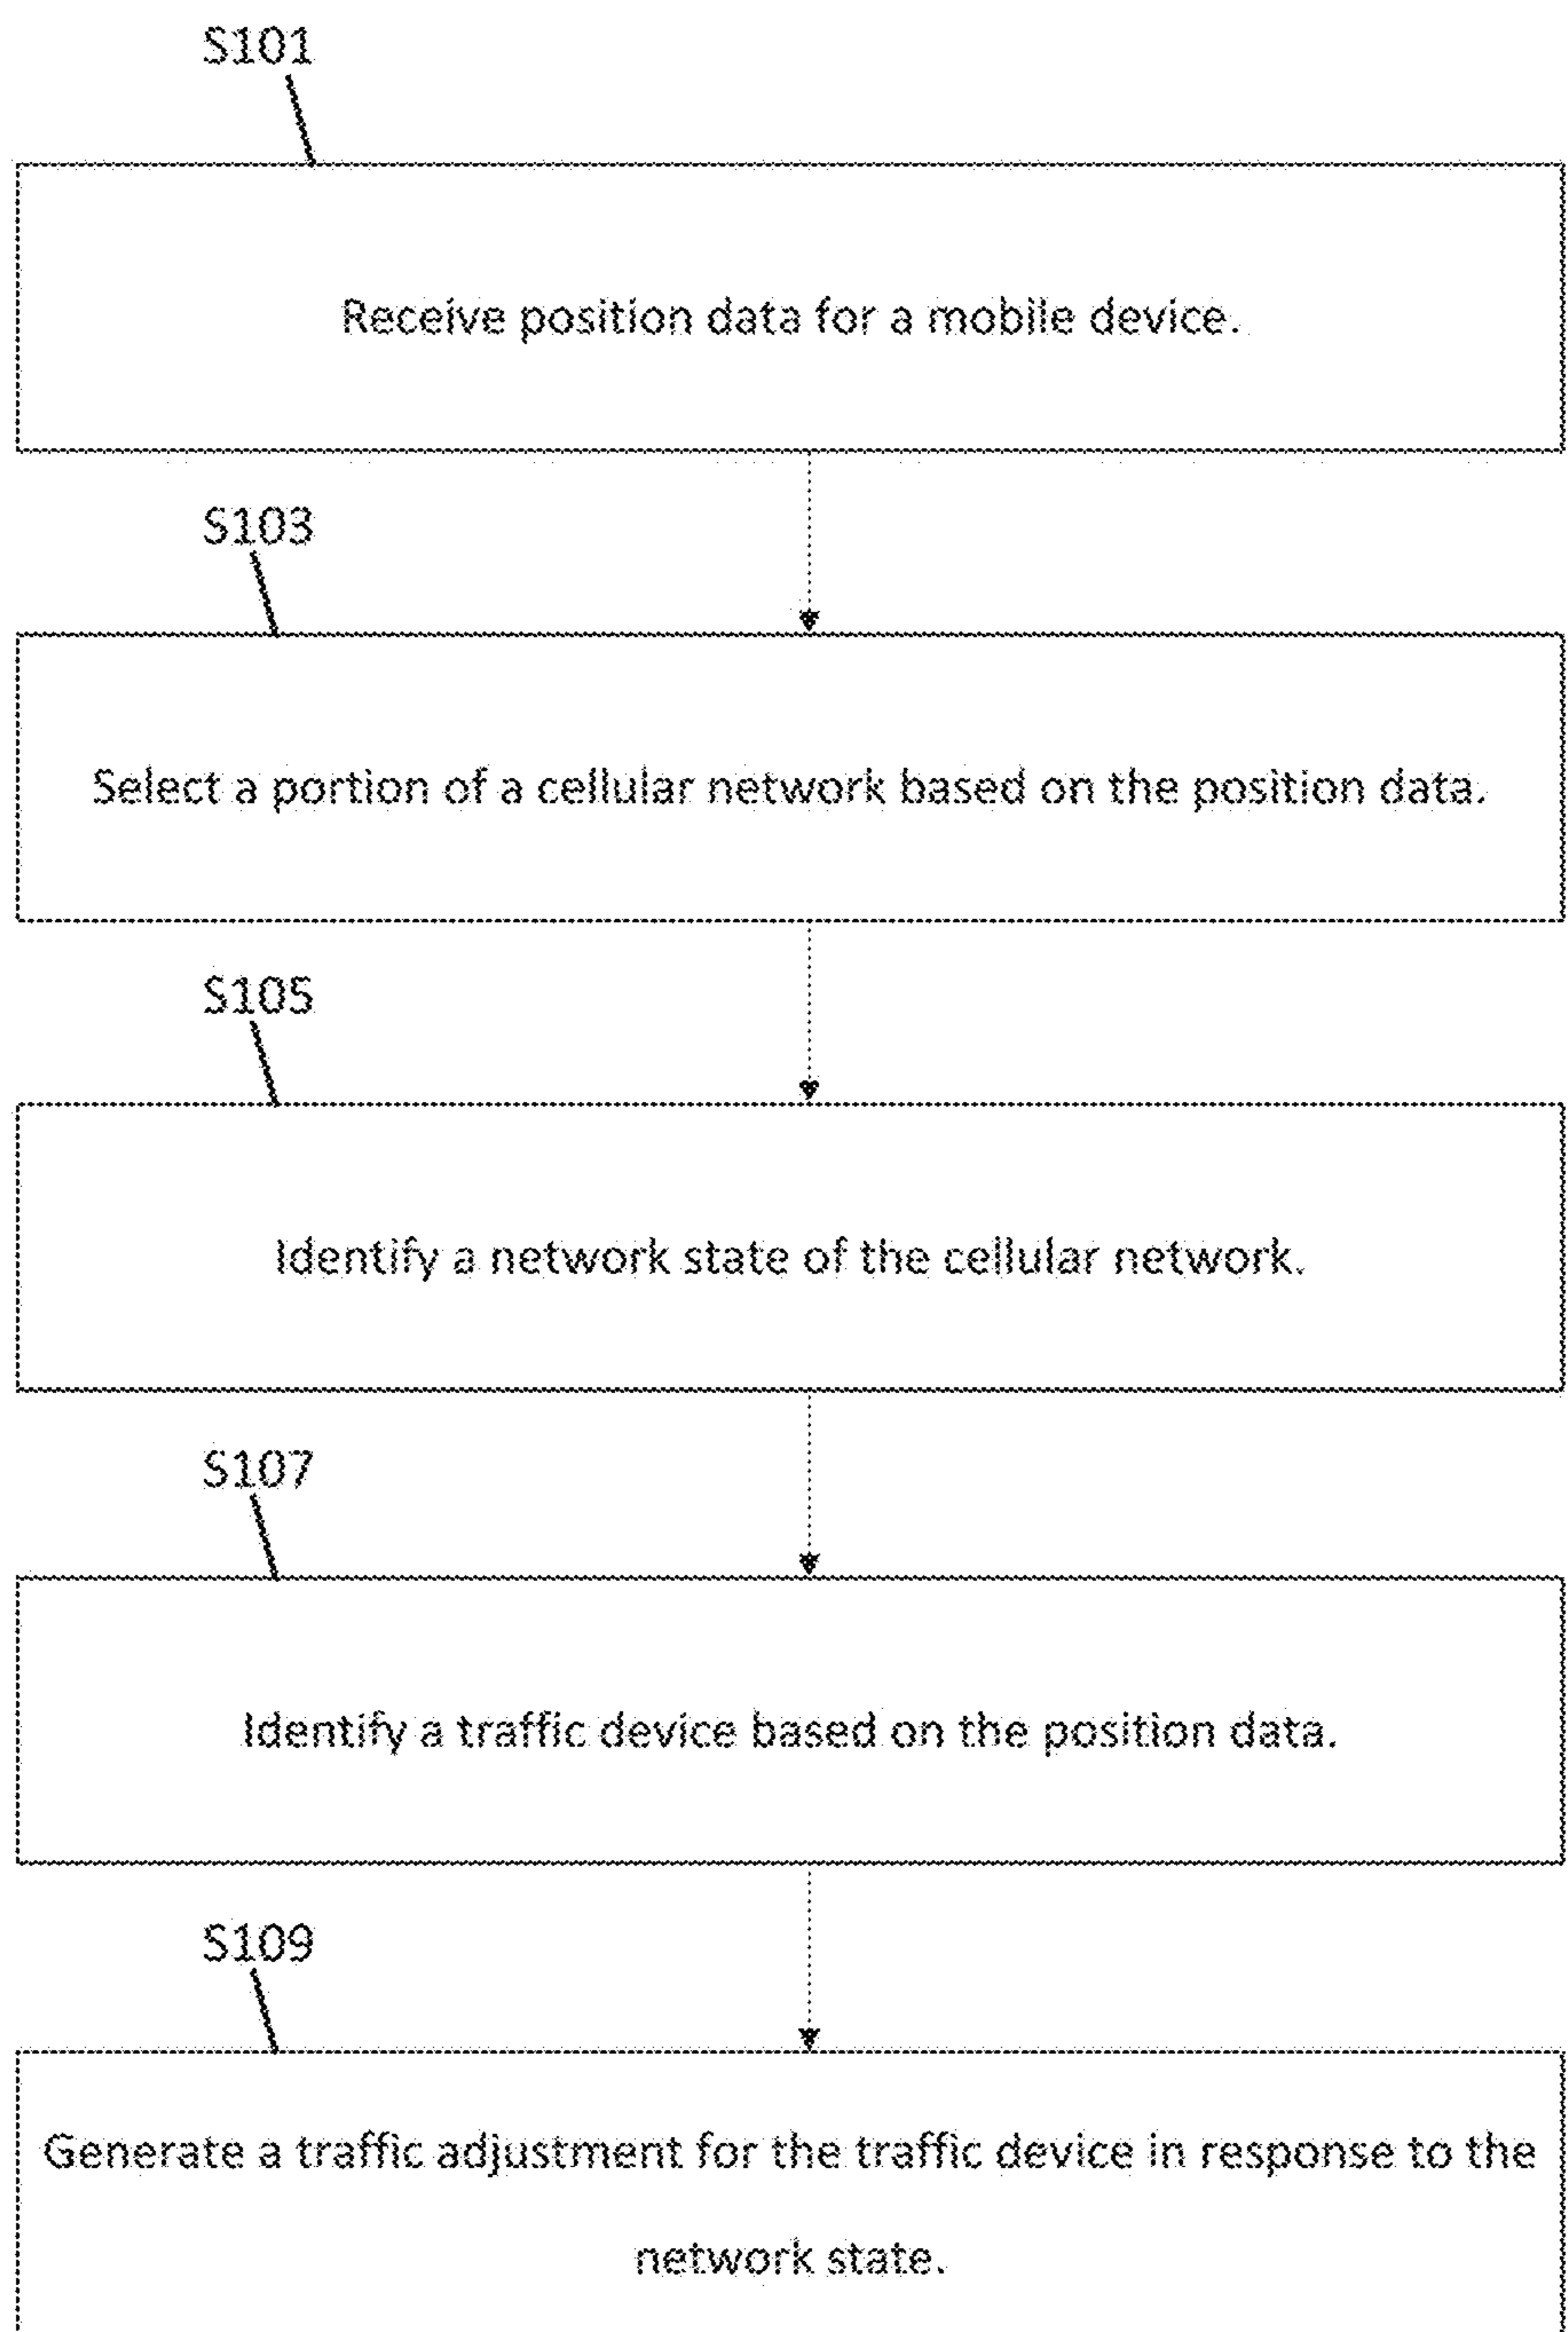 S101
Receive position data for a mobile device.
S103
Select a portion of a cellular network based on the position data.
S105
Identify a network state of the cellular network.
S107
Identify a traffic device based on the position data.
S109
Generate a traffic adjustment for the traffic device in response to the
network state.